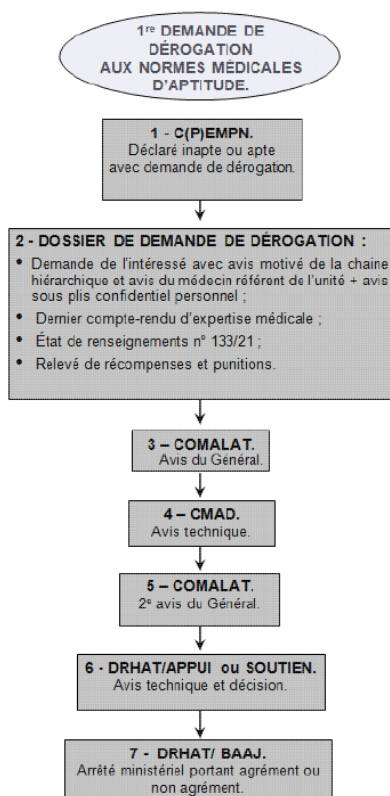 1re DEMANDE DE
DÉROGATION
AUX NORMES MÉDICALES
D'APTITUDE.
1 - C(P)EMPN.
Déclaré inapte ou apte
avec demande de dérogation.
2 - DOSSIER DE DEMANDE DE DÉROGATION :
• Demande de l'intéressé avec avis motivé de la chaine
hiérarchique et avis du médecin référent de l'unité + avis
sous plis confidentiel personnel ;
• Dernier compte-rendu d'expertise médicale ;
• État de renseignements n° 133/21 ;
• Relevé de récompenses et punitions.
3 – COMALAT.
Avis du Général.
4 – CMAD.
Avis technique.
5 – COMALAT.
2e avis du Général.
6 - DRHAT/APPUI ou SOUTIEN.
Avis technique et décision.
7 - DRHAT/ BAAJ.
Arrêté ministériel portant agrément ou
non agrément.